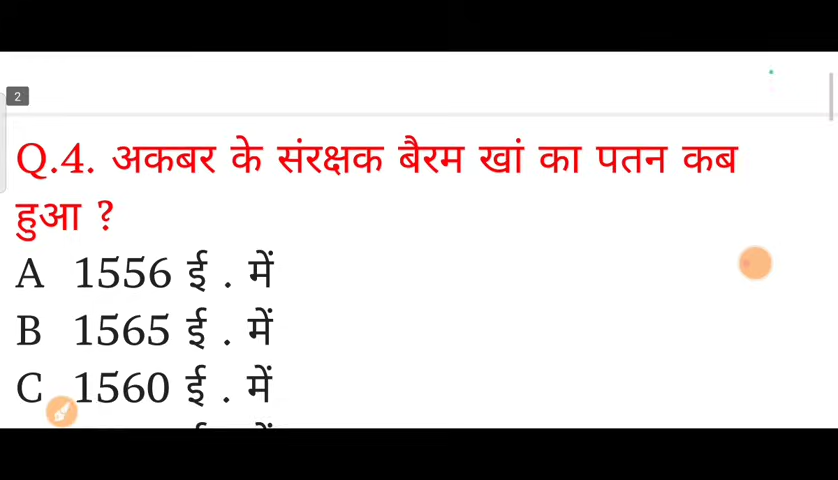 2
Q.4. अकबर के संरक्षक बैरम खां का पतन कब
हुआ ?
A 1556 ई . में
B 1565 ई . में
C 1560 ई . में